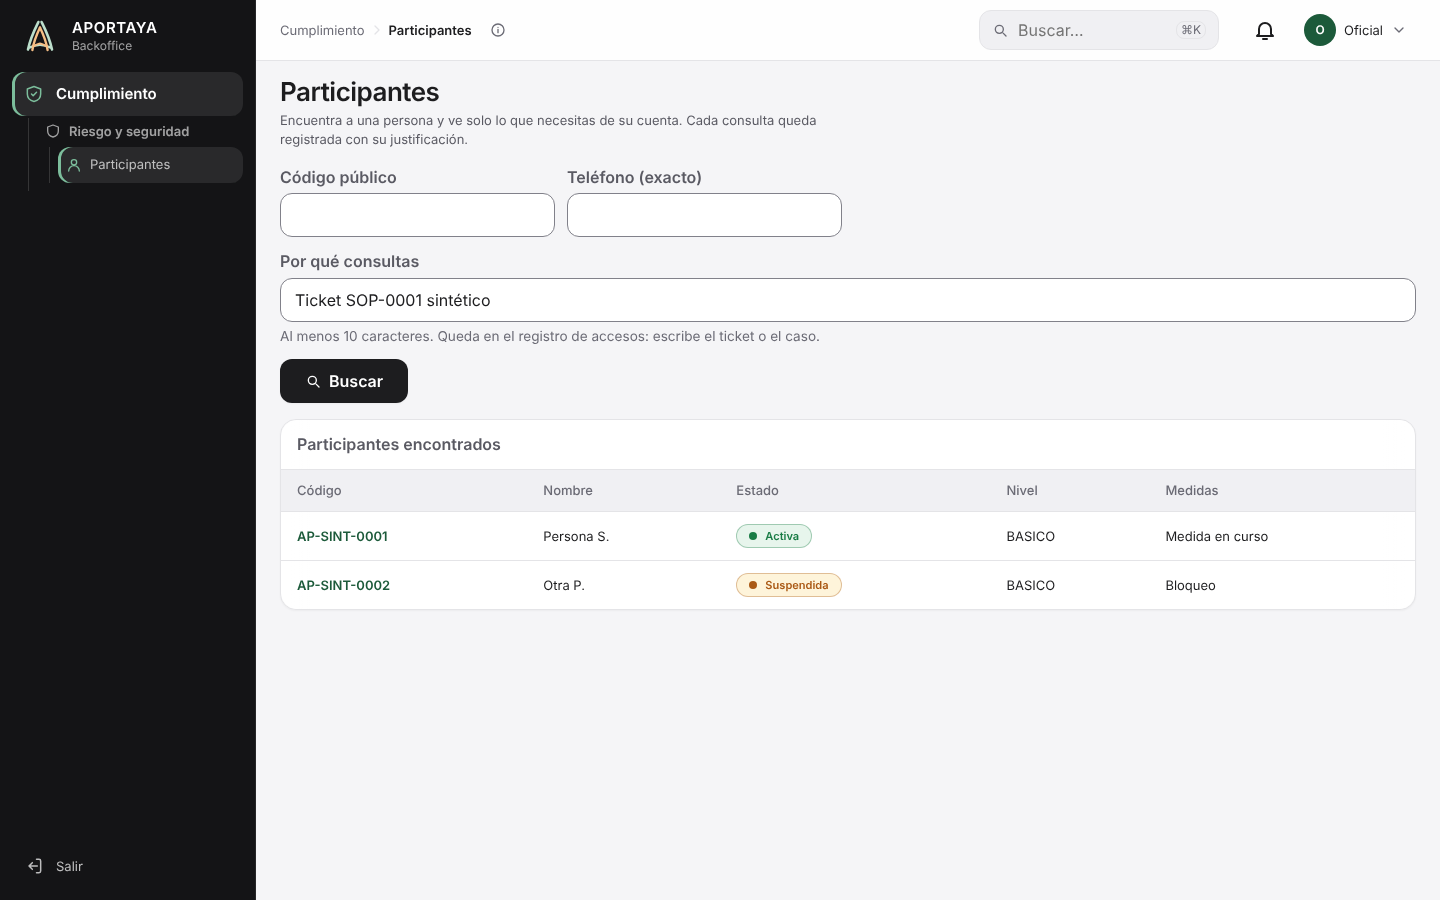 APORTAYA
Backoffice
Cumplimiento
Riesgo y seguridad
Participantes
Salir
Cumplimiento
Participantes
Buscar...
⌘K
O
Oficial
Participantes
Encuentra a una persona y ve solo lo que necesitas de su cuenta. Cada consulta queda
registrada con su justificación.
Código público
Teléfono (exacto)
Por qué consultas
Ticket SOP-0001 sintético
Al menos 10 caracteres. Queda en el registro de accesos: escribe el ticket o el caso.
Buscar
Participantes encontrados
Código Nombre Estado Nivel Medidas
AP-SINT-0001 Persona S. Activa BASICO Medida en curso
AP-SINT-0002 Otra P. Suspendida BASICO Bloqueo